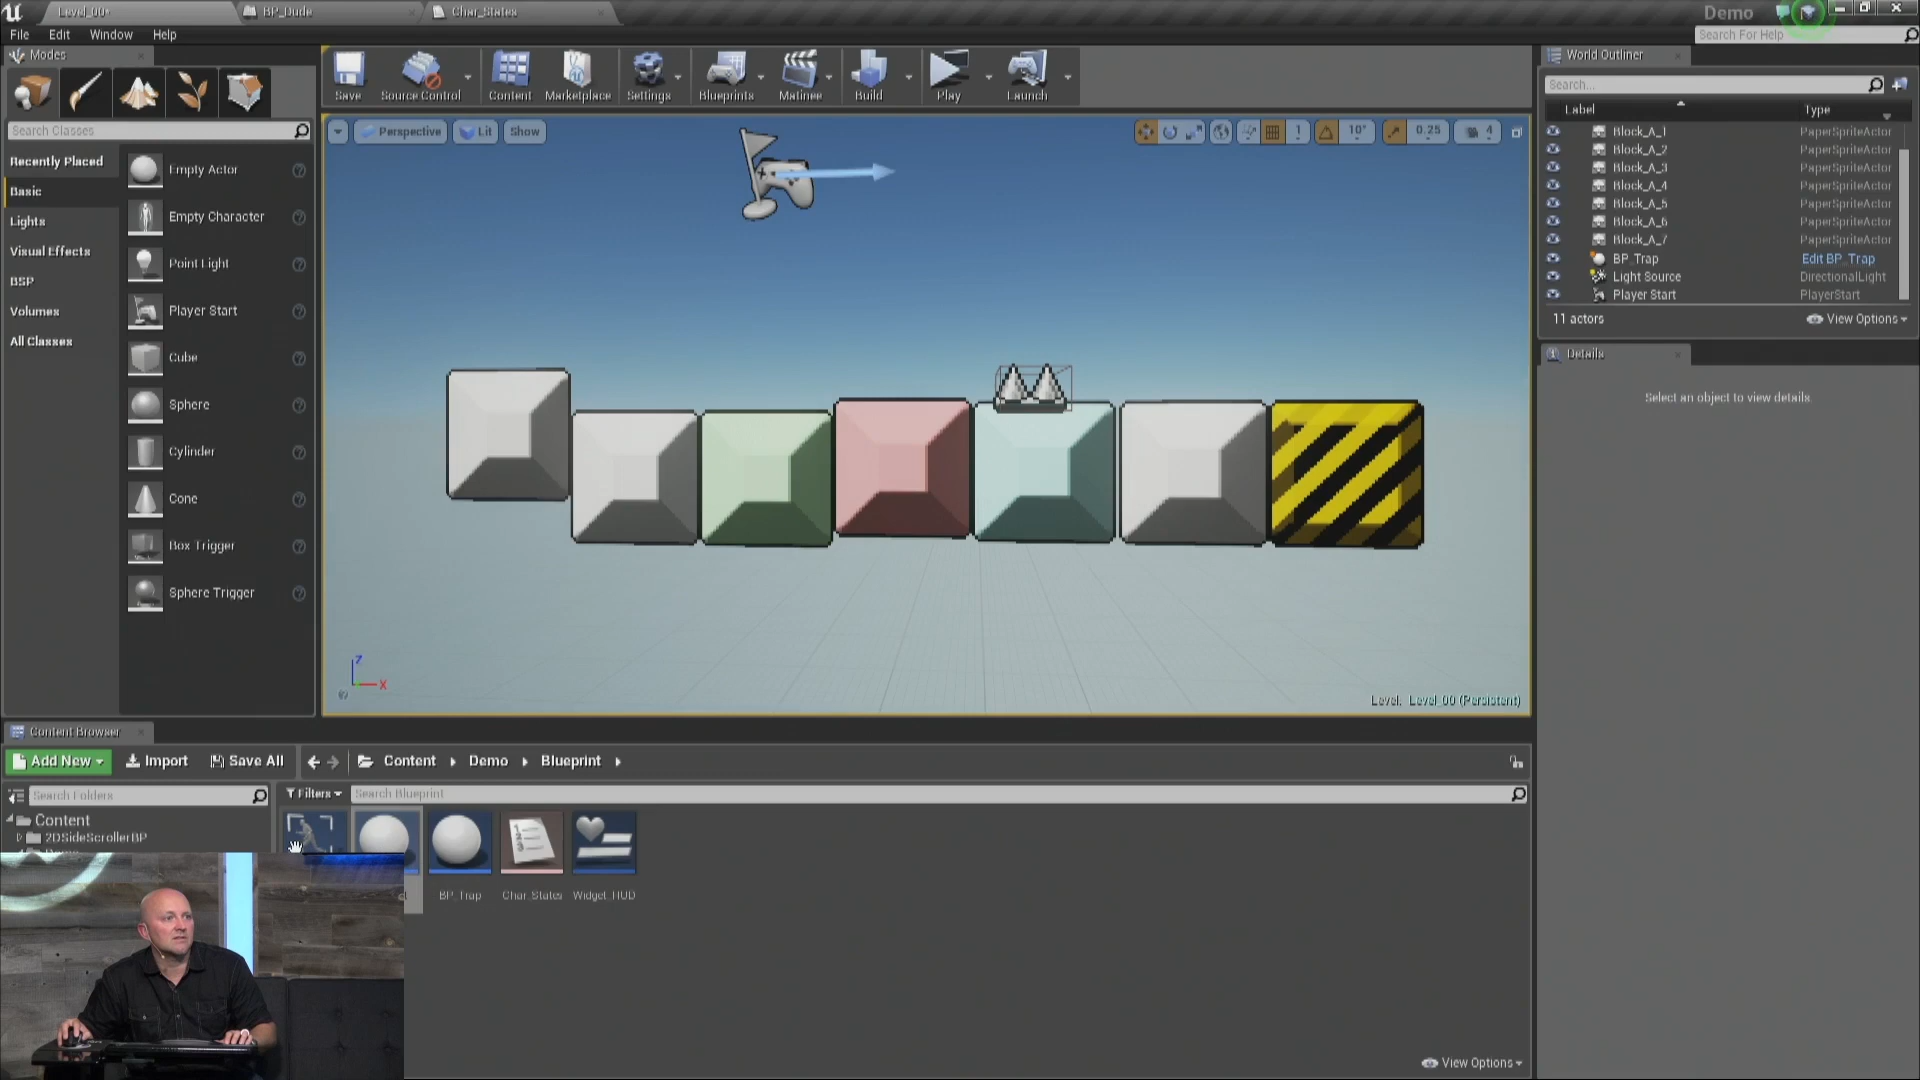 Level_00*
BP_Dude
Char_States
Demo
File
Edit
Window
Help
Search For Help
Modes
Search Classes
Recently Placed
Basic
Lights
Visual Effects
BSP
Volumes
All Classes
Empty Actor
Empty Character
Point Light
Player Start
Cube
Sphere
Cylinder
Cone
Box Trigger
Sphere Trigger
Save
Source Control
Content
Marketplace
Settings
Blueprints
Matinee
Build
Play
Launch
Perspective
Lit
Show
1
10°
0.25
4
Z
X
Level: Level_00 (Persistent)
World Outliner
Search...
Label
Type
Block_A_1 PaperSpriteActor
Block_A_2 PaperSpriteActor
Block_A_3 PaperSpriteActor
Block_A_4 PaperSpriteActor
Block_A_5 PaperSpriteActor
Block_A_6 PaperSpriteActor
Block_A_7 PaperSpriteActor
BP_Trap Edit BP_Trap
Light Source DirectionalLight
Player Start PlayerStart
11 actors
View Options
Details
Select an object to view details.
Content Browser
Add New
Import
Save All
Content
Demo
Blueprint
Search Folders
Filters
Search Blueprint
Content
2DSideScrollerBP
BP_Trap
Char_States
Widget_HUD
View Options